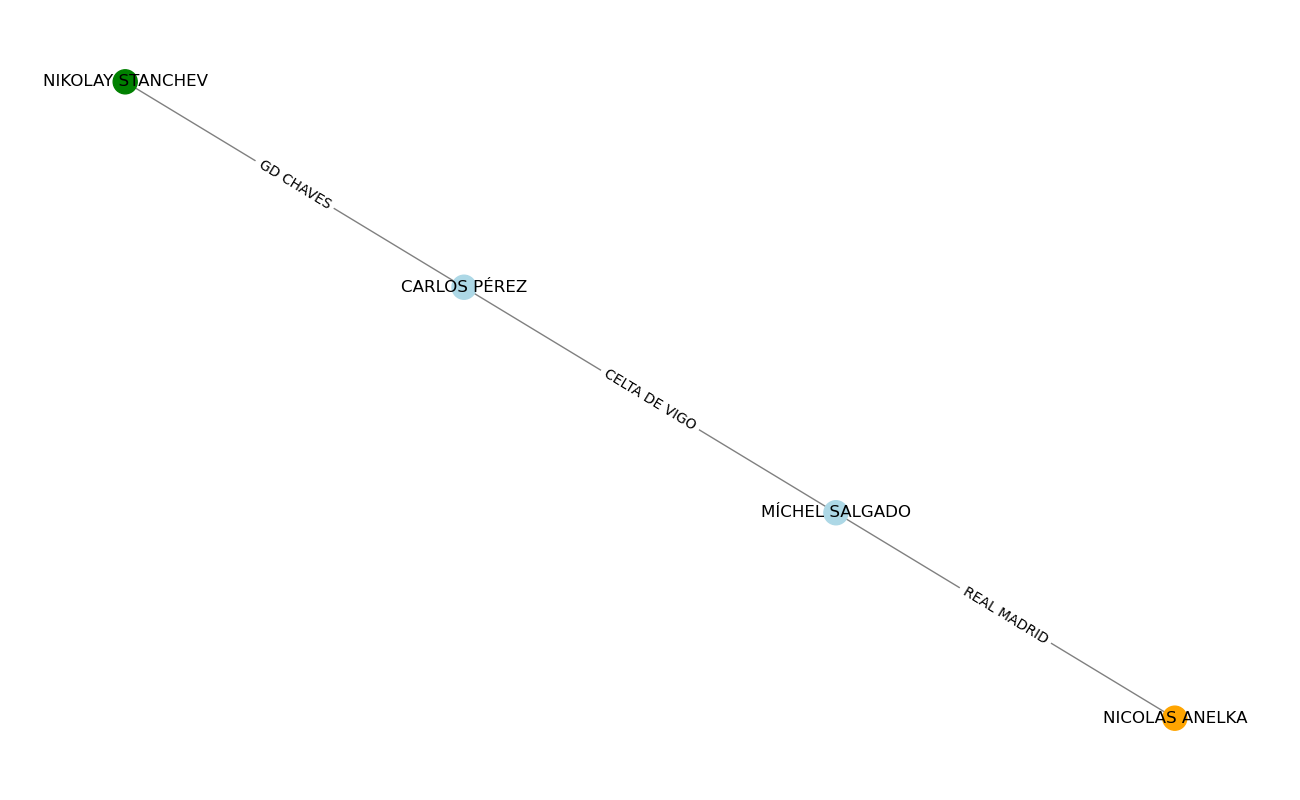 NIKOLAY STANCHEV
GD CHAVES
CARLOS PÉREZ
CELTA DE VIGO
MÍCHEL SALGADO
REAL MADRID
NICOLAS ANELKA